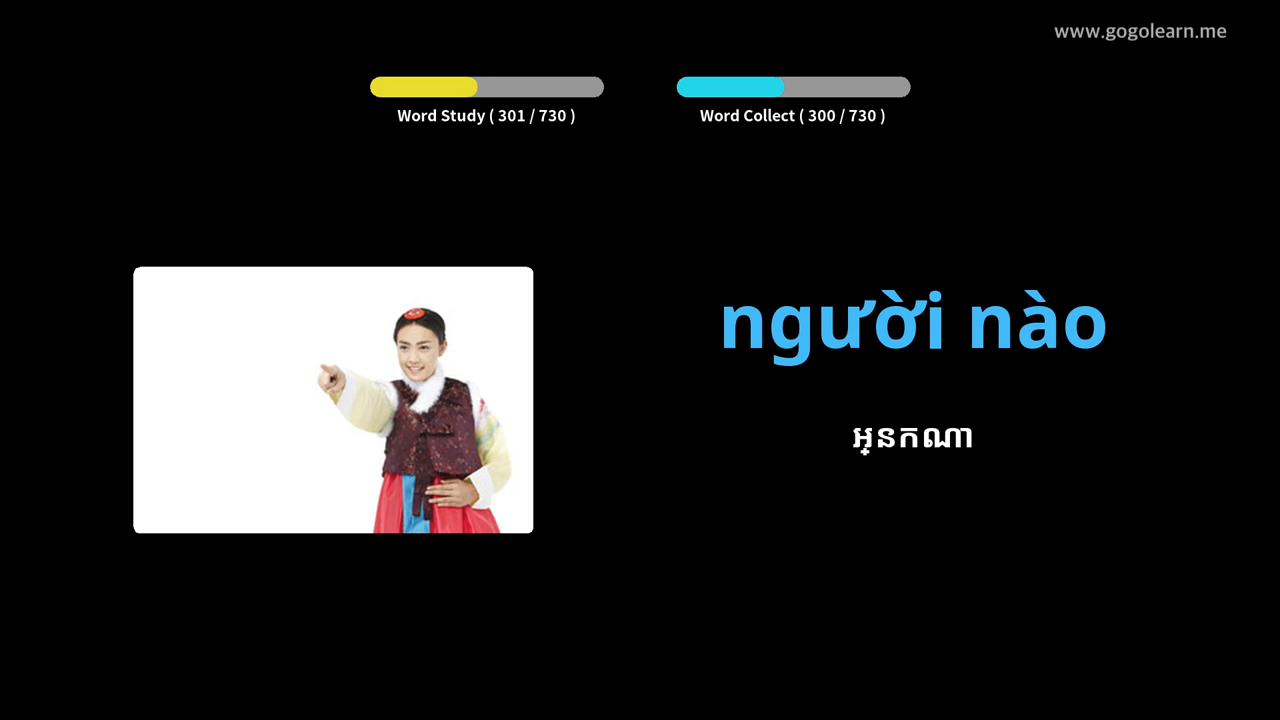 www.gogolearn.me
Word Study ( 301 / 730 )
Word Collect ( 300 / 730 )
người nào
អ្នកណា